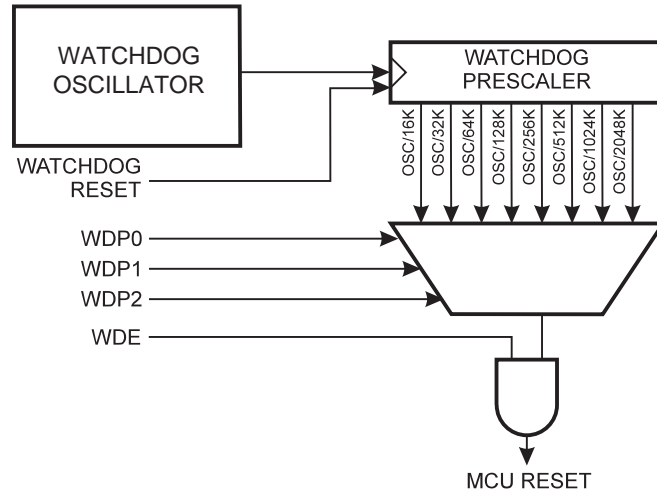 WATCHDOG
OSCILLATOR
WATCHDOG
PRESCALER
WATCHDOG
RESET
OSC/16K
OSC/32K
OSC/64K
OSC/128K
OSC/256K
OSC/512K
OSC/1024K
OSC/2048K
WDP0
WDP1
WDP2
WDE
MCU RESET